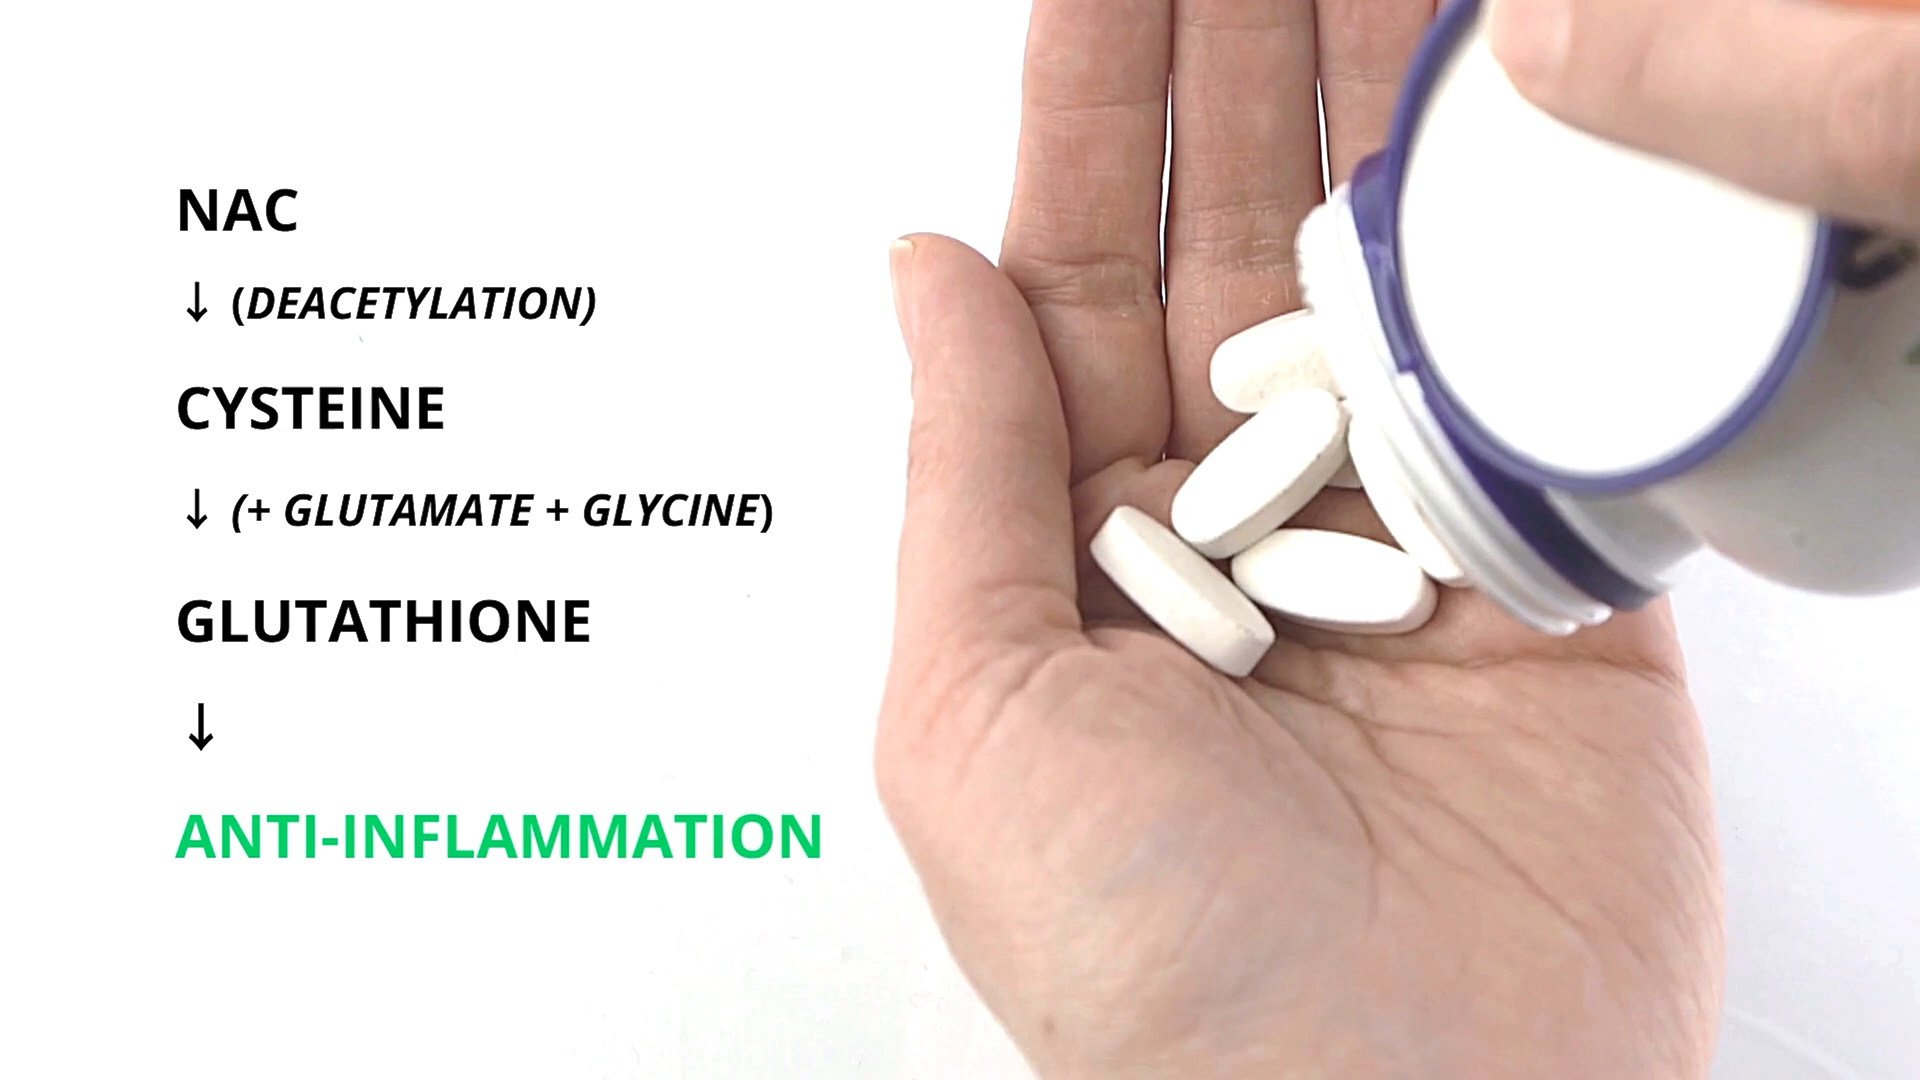 NAC
↓ (DEACETYLATION)
CYSTEINE
↓ (+ GLUTAMATE + GLYCINE)
GLUTATHIONE
↓
ANTI-INFLAMMATION